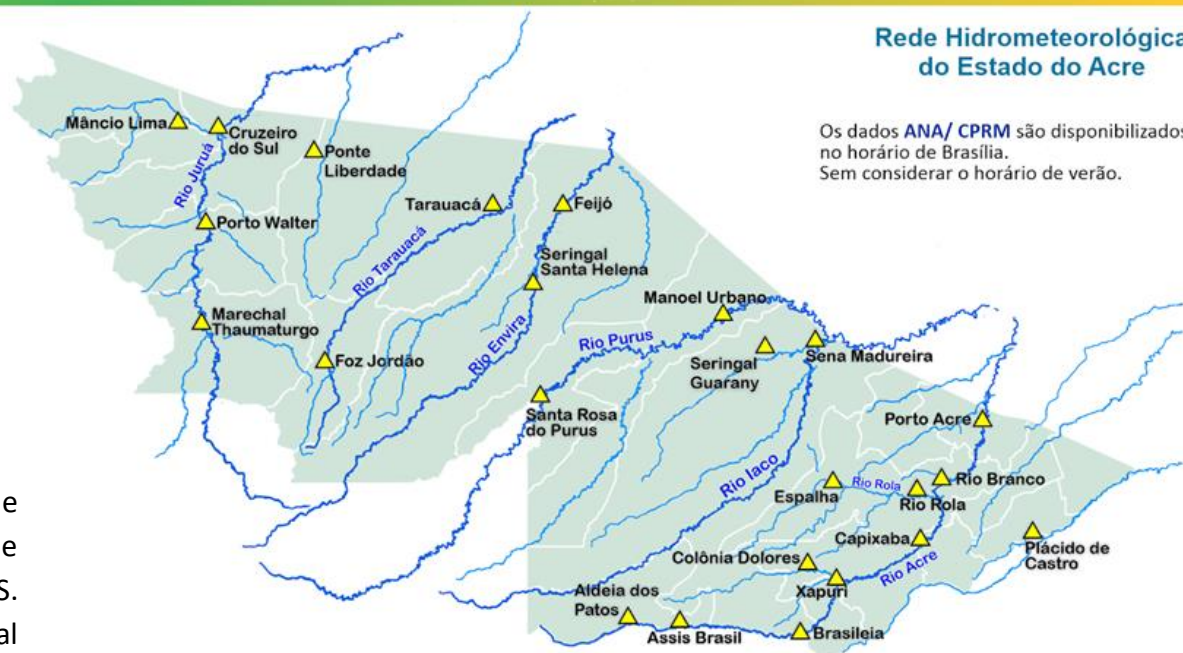 Rede Hidrometeorológica
do Estado do Acre
Os dados ANA/ CPRM são disponibilizados
no horário de Brasília.
Sem considerar o horário de verão.
Mâncio Lima
Cruzeiro
do Sul
Ponte
Liberdade
Rio Juruá
Porto Walter
Tarauacá
Feijó
Rio Tarauacá
Seringal
Santa Helena
Marechal
Thaumaturgo
Foz Jordão
Rio Envira
Rio Purus
Manoel Urbano
Seringal
Guarany
Sena Madureira
Santa Rosa
do Purus
Porto Acre
Rio Iaco
Espalha
Rio Rola
Rio Rola
Rio Branco
Capixaba
Plácido de
Castro
Colônia Dolores
Xapuri
Rio Acre
Aldeia dos
Patos
Assis Brasil
Brasileia
e
e
S.
al